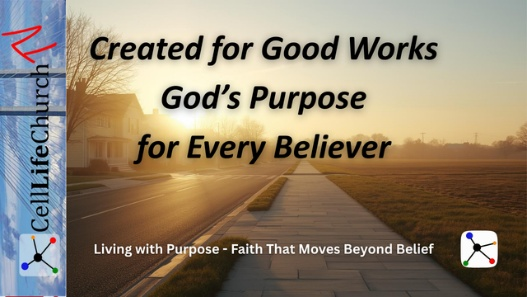 Created for Good Works
God's Purpose
for Every Believer
Living with Purpose - Faith That Moves Beyond Belief
CellLifeChurch